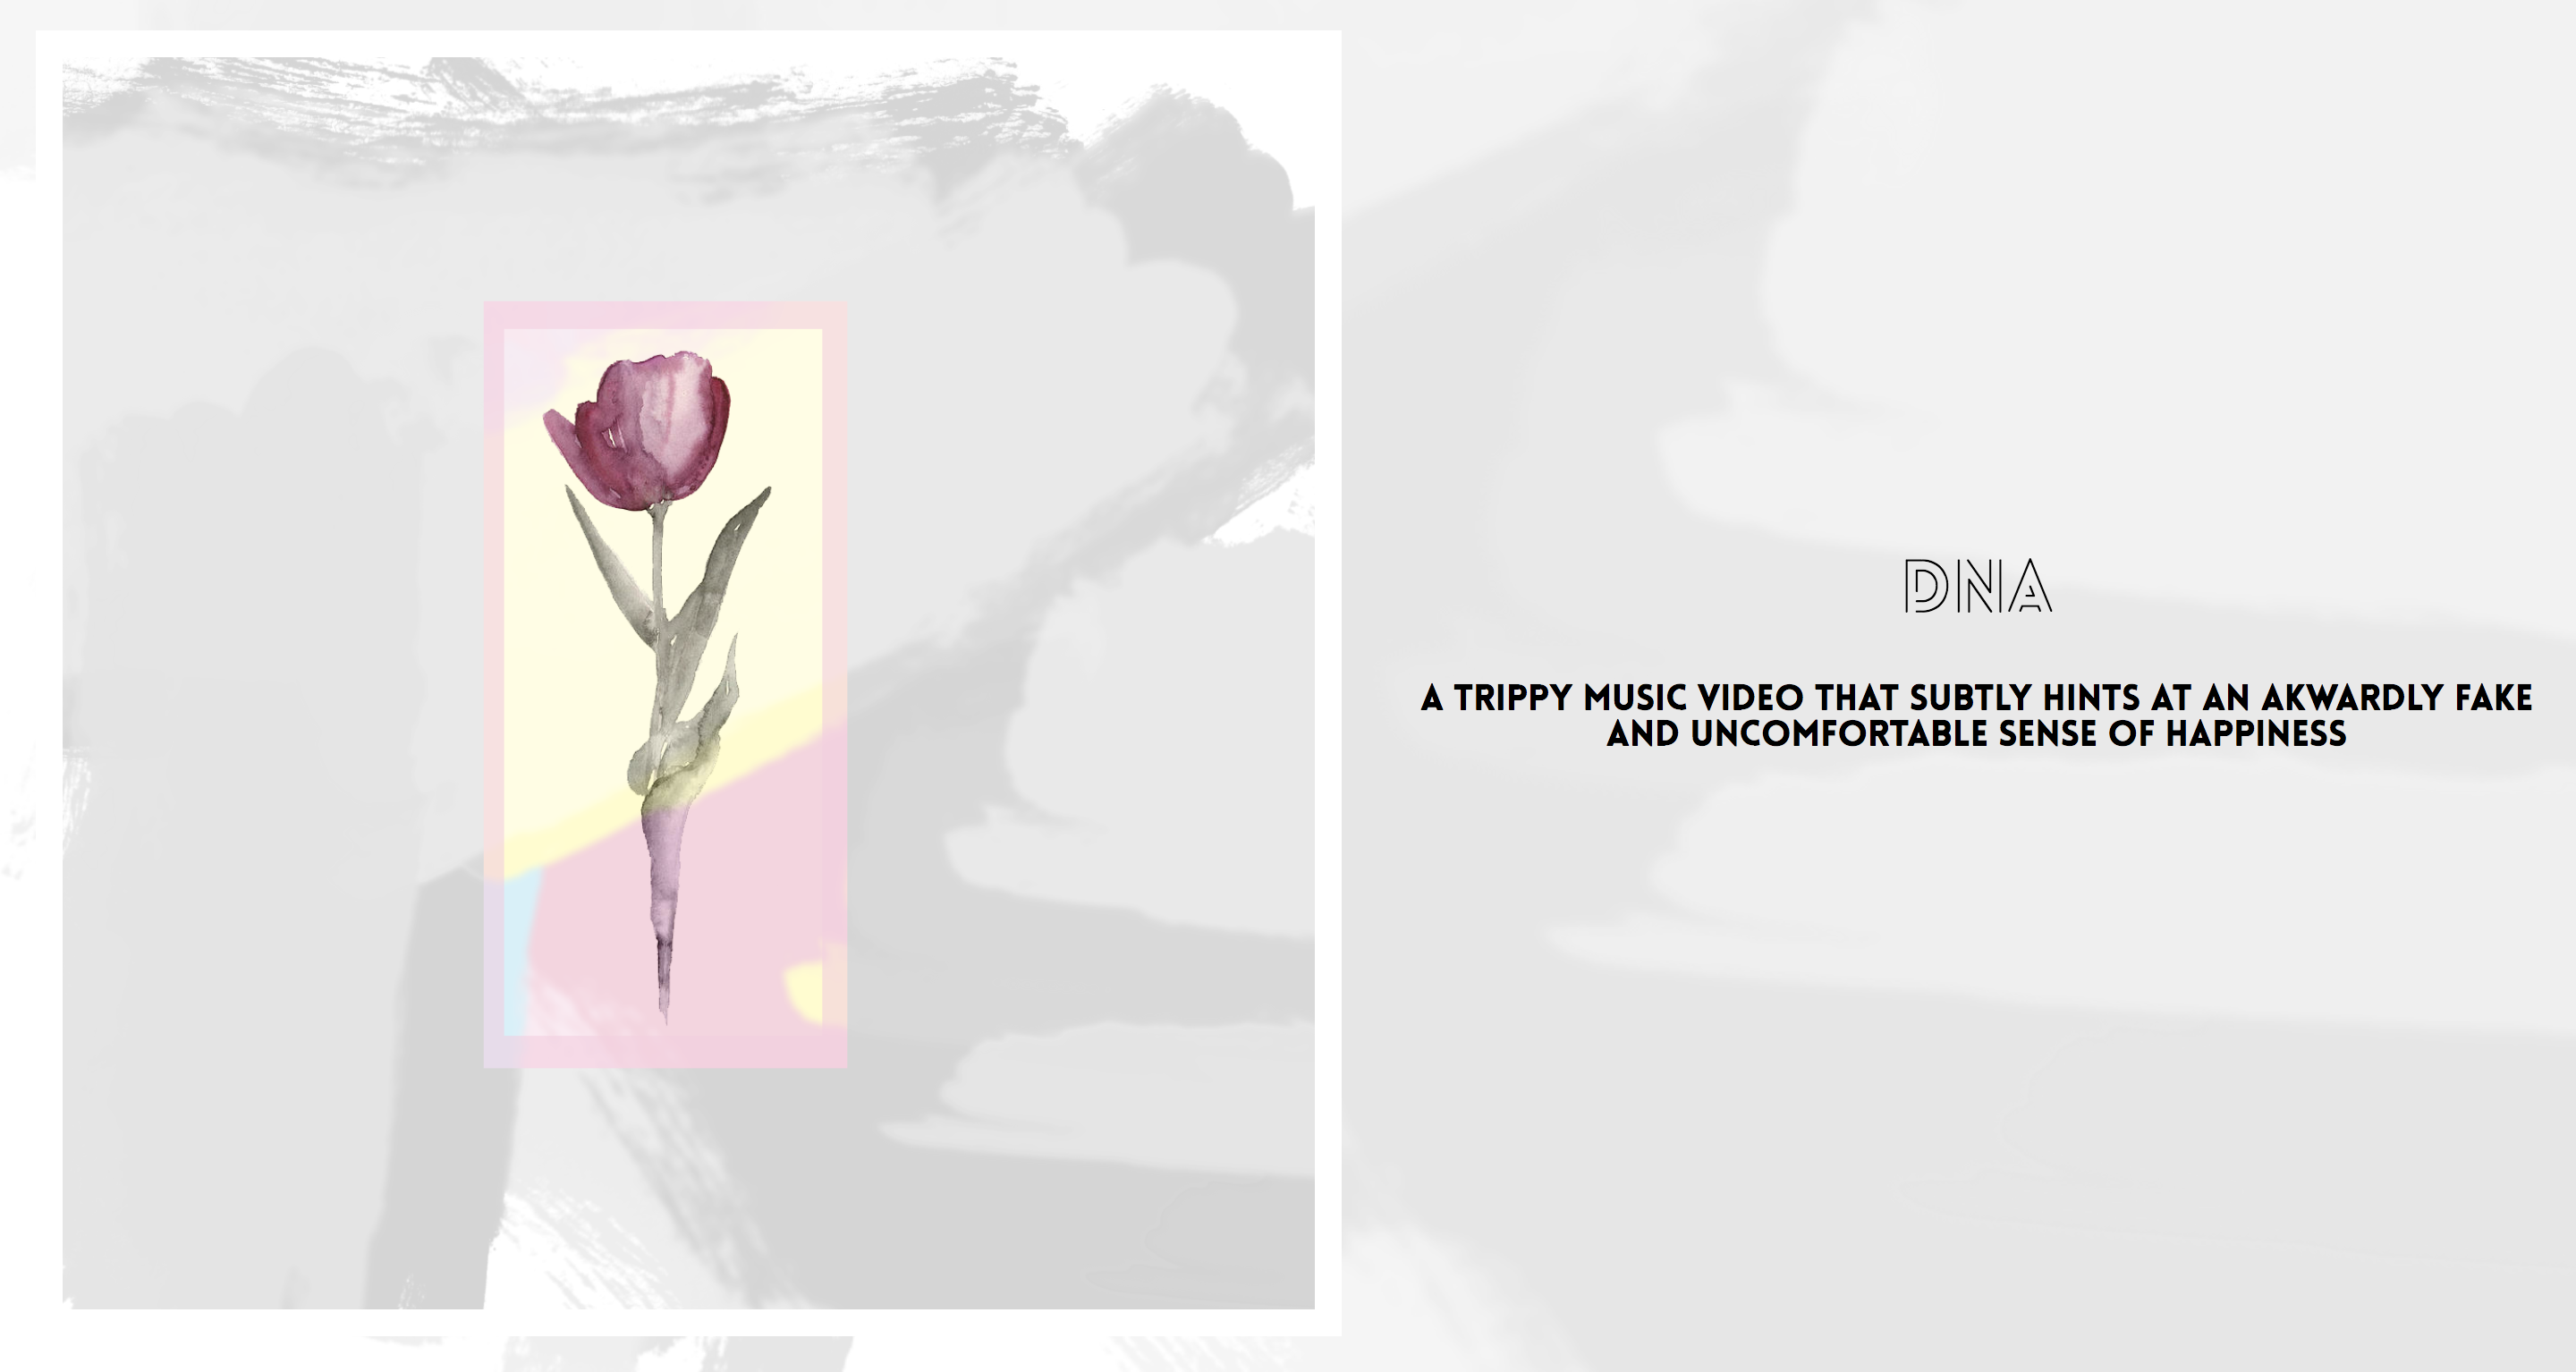 DNA
A TRIPPY MUSIC VIDEO THAT SUBTLY HINTS AT AN AKWARDLY FAKE
AND UNCOMFORTABLE SENSE OF HAPPINESS